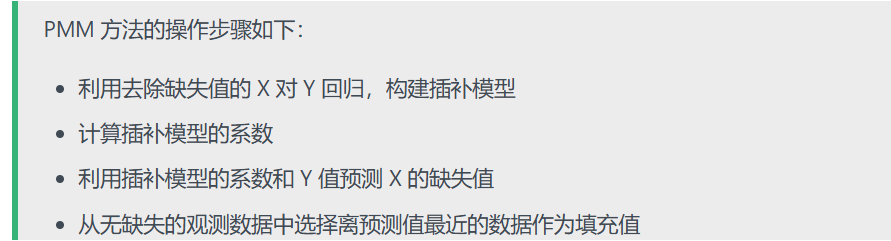 PMM 方法的操作步骤如下：
利用去除缺失值的 X 对 Y 回归，构建插补模型
计算插补模型的系数
利用插补模型的系数和 Y 值预测 X 的缺失值
从无缺失的观测数据中选择离预测值最近的数据作为填充值